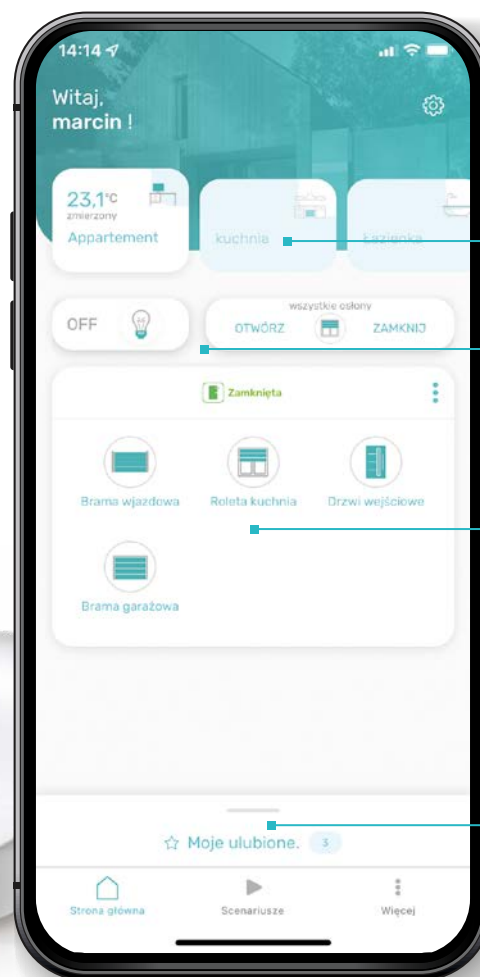 14:14
Witaj,
marcin !
23,1°C
zmierzony
Appartement
kuchnia
Łazienka
OFF
wszystkie osłony
OTWÓRZ
ZAMKNIJ
Zamknięta
Brama wjazdowa
Roleta kuchnia
Drzwi wejściowe
Brama garażowa
Moje ulubione.
3
Strona główna
Scenariusze
Więcej